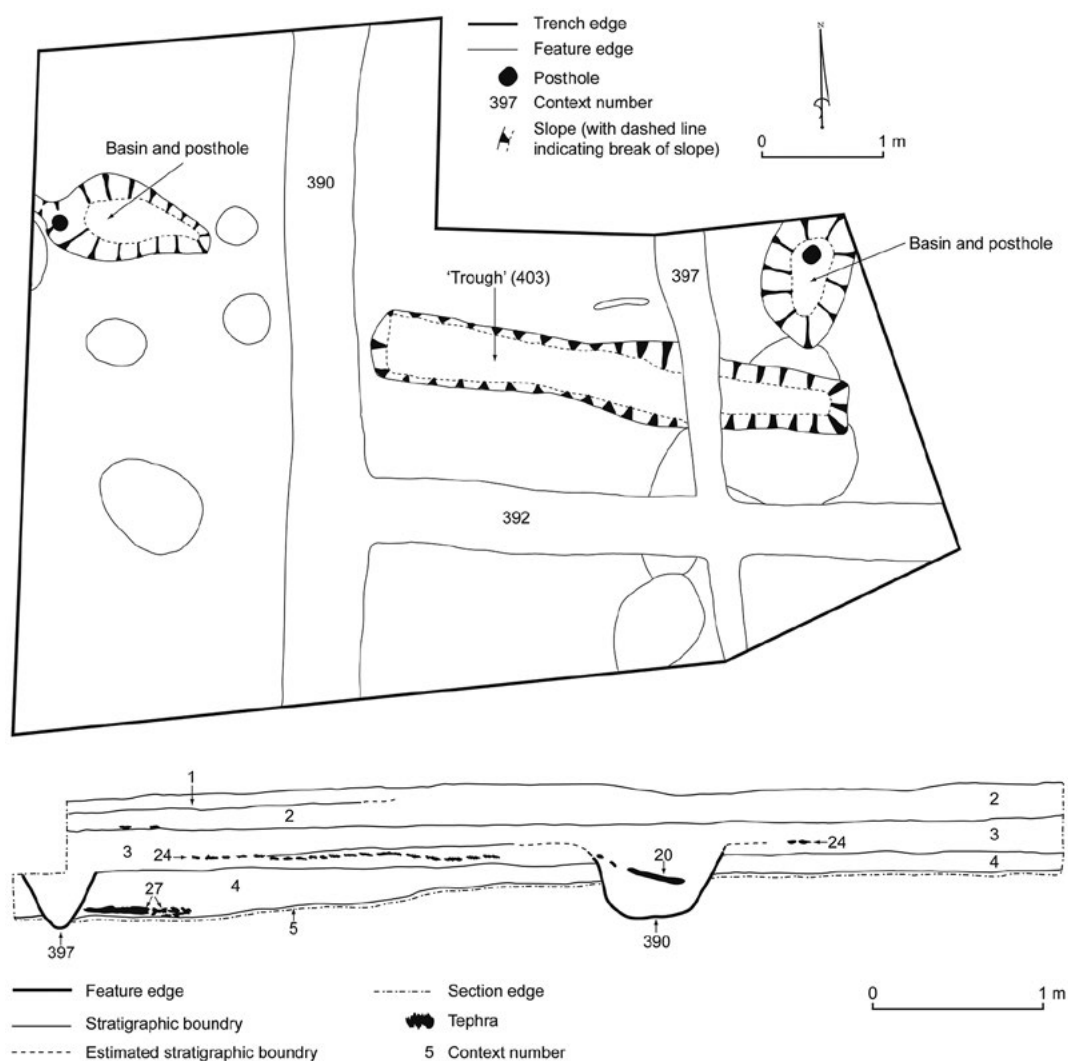 Trench edge
Feature edge
Posthole
397 Context number
Slope (with dashed line
indicating break of slope)
N
0 1 m
Basin and posthole
390
397
Basin and posthole
'Trough' (403)
392
1
2
2
3
24
3
24
20
4
4
27
5
397
390
Feature edge
Stratigraphic boundary
Estimated stratigraphic boundary
Section edge
Tephra
5 Context number
0 1 m